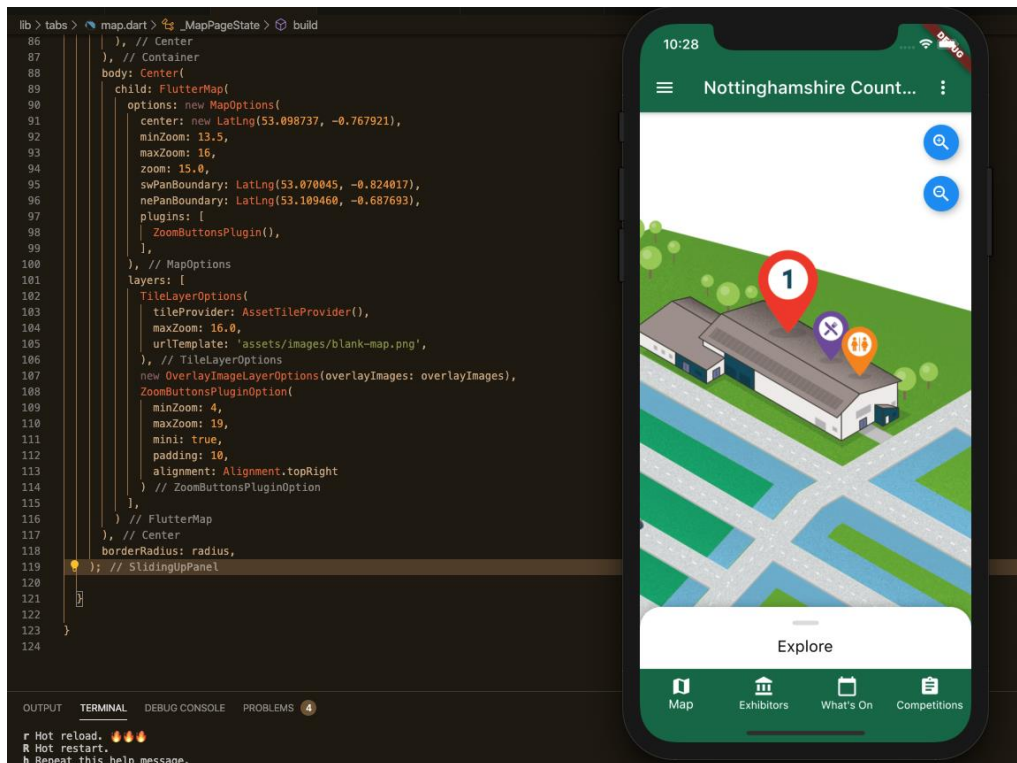 lib > tabs > map.dart > _MapPageState > build
86 ), // Center
87 ), // Container
88 body: Center(
89 child: FlutterMap(
90 options: new MapOptions(
91 center: new LatLng(53.098737, -0.767921),
92 minZoom: 13.5,
93 maxZoom: 16,
94 zoom: 15.0,
95 swPanBoundary: LatLng(53.070045, -0.824017),
96 nePanBoundary: LatLng(53.109460, -0.687693),
97 plugins: [
98 ZoomButtonsPlugin(),
99 ],
100 ), // MapOptions
101 layers: [
102 TileLayerOptions(
103 tileProvider: AssetTileProvider(),
104 maxZoom: 16.0,
105 urlTemplate: 'assets/images/blank-map.png',
106 ), // TileLayerOptions
107 new OverlayImageLayerOptions(overlayImages: overlayImages),
108 ZoomButtonsPluginOption(
109 minZoom: 4,
110 maxZoom: 19,
111 mini: true,
112 padding: 10,
113 alignment: Alignment.topRight
114 ) // ZoomButtonsPluginOption
115 ],
116 ) // FlutterMap
117 ), // Center
118 borderRadius: radius,
119 ); // SlidingUpPanel
120
121 }
122
123 }
124
OUTPUT TERMINAL DEBUG CONSOLE PROBLEMS 4
r Hot reload. 🔥🔥🔥
R Hot restart.
h Repeat this help message.
10:28
DEBUG
Nottinghamshire Count...
1
Explore
Map Exhibitors What's On Competitions